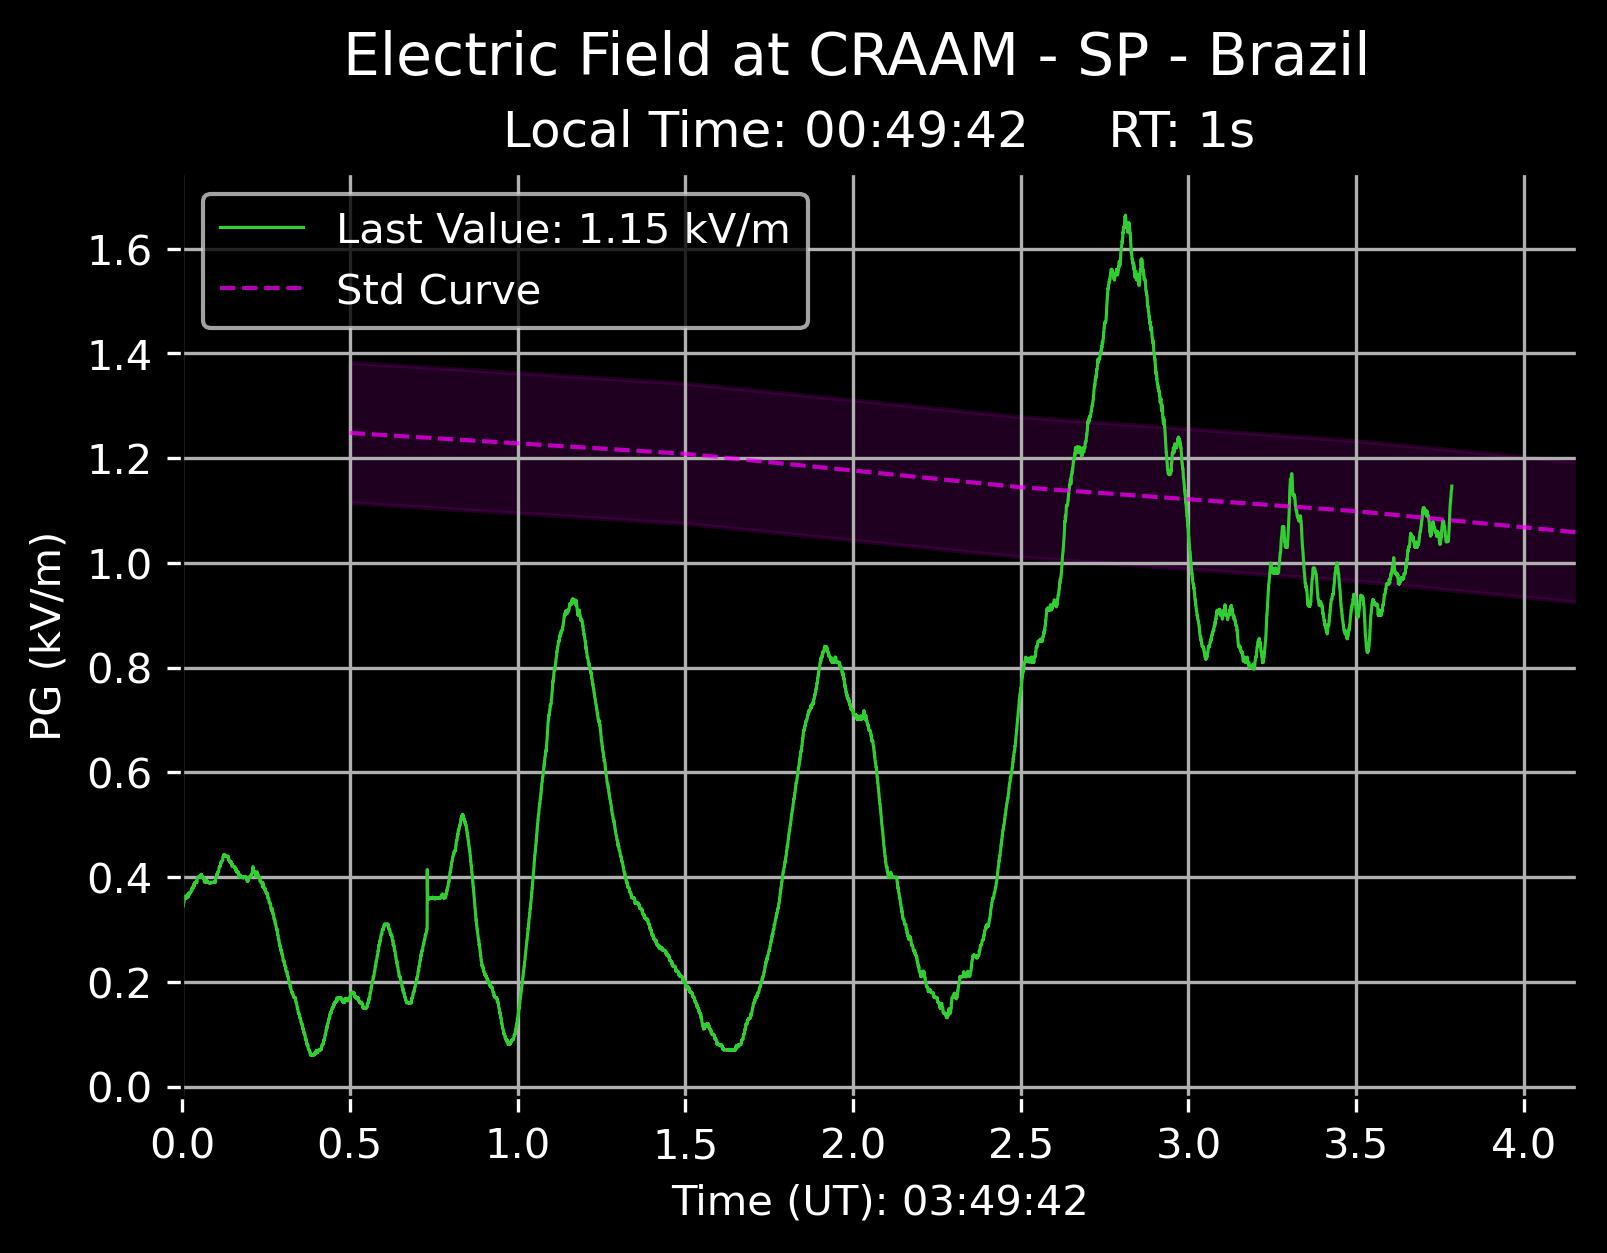 Electric Field at CRAAM - SP - Brazil
Local Time: 00:49:42 RT: 1s
Last Value: 1.15 kV/m
Std Curve
PG (kV/m)
1.6
1.4
1.2
1.0
0.8
0.6
0.4
0.2
0.0
0.0 0.5 1.0 1.5 2.0 2.5 3.0 3.5 4.0
Time (UT): 03:49:42